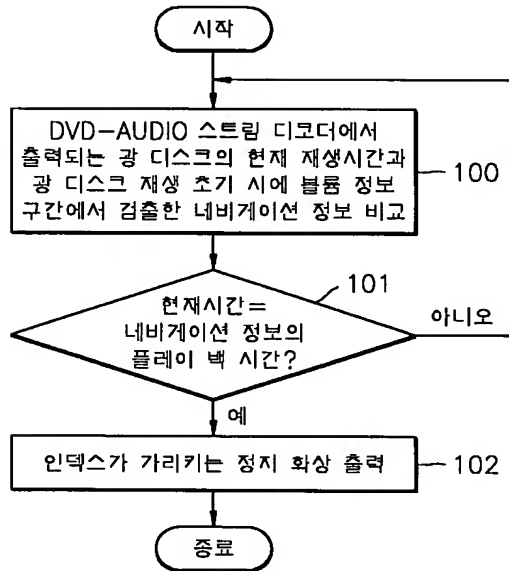 시작
DVD-AUDIO 스트림 디코더에서
출력되는 광 디스크의 현재 재생시간과
광 디스크 재생 초기 시에 볼륨 정보
구간에서 검출한 네비게이션 정보 비교
100
101
현재시간=
네비게이션 정보의
플레이 백 시간?
아니오
예
인덱스가 가리키는 정지 화상 출력
102
종료